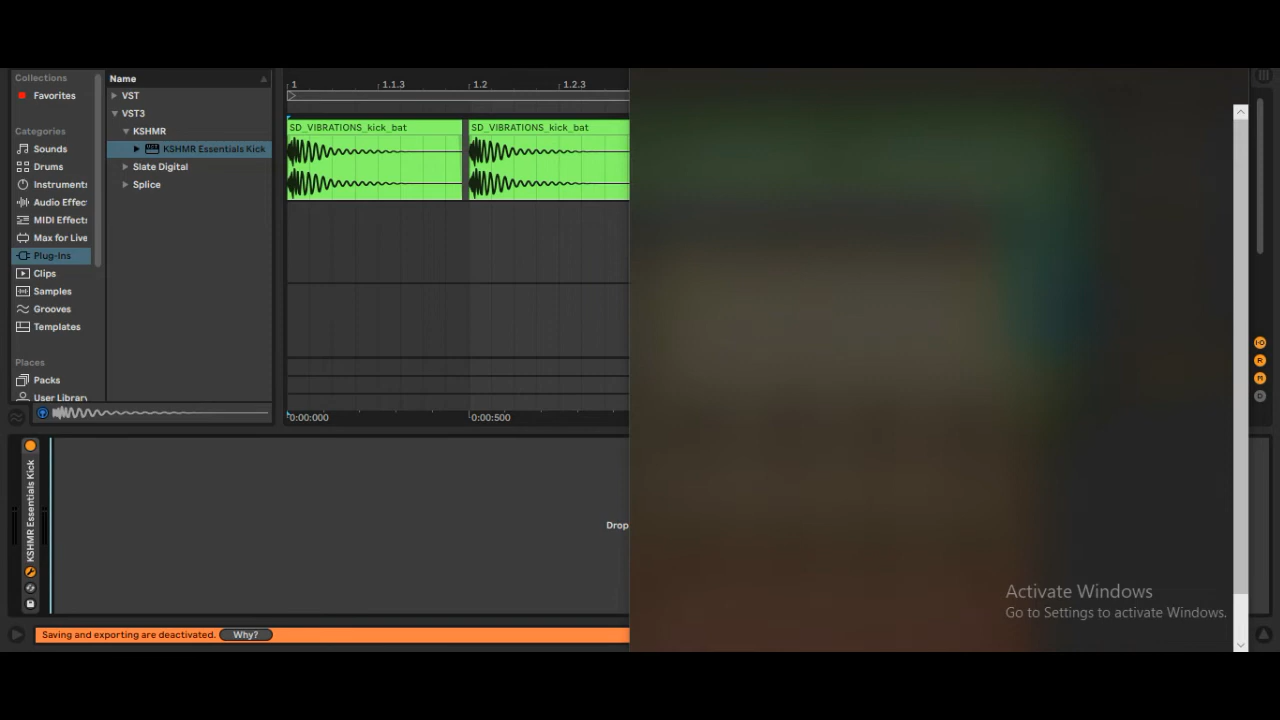 Collections
Favorites
Categories
Sounds
Drums
Instrument
Audio Effec
MIDI Effect
Max for Live
Plug-Ins
Clips
Samples
Grooves
Templates
Places
Packs
User Library
Name
VST
VST3
KSHMR
KSHMR Essentials Kick
Slate Digital
Splice
1 1.1.3 1.2 1.2.3
SD_VIBRATIONS_kick_bat SD_VIBRATIONS_kick_bat
0:00:000 0:00:500
KSHMR Essentials Kick
Drop
Saving and exporting are deactivated. Why?
Activate Windows
Go to Settings to activate Windows.
I·O
R
M
D